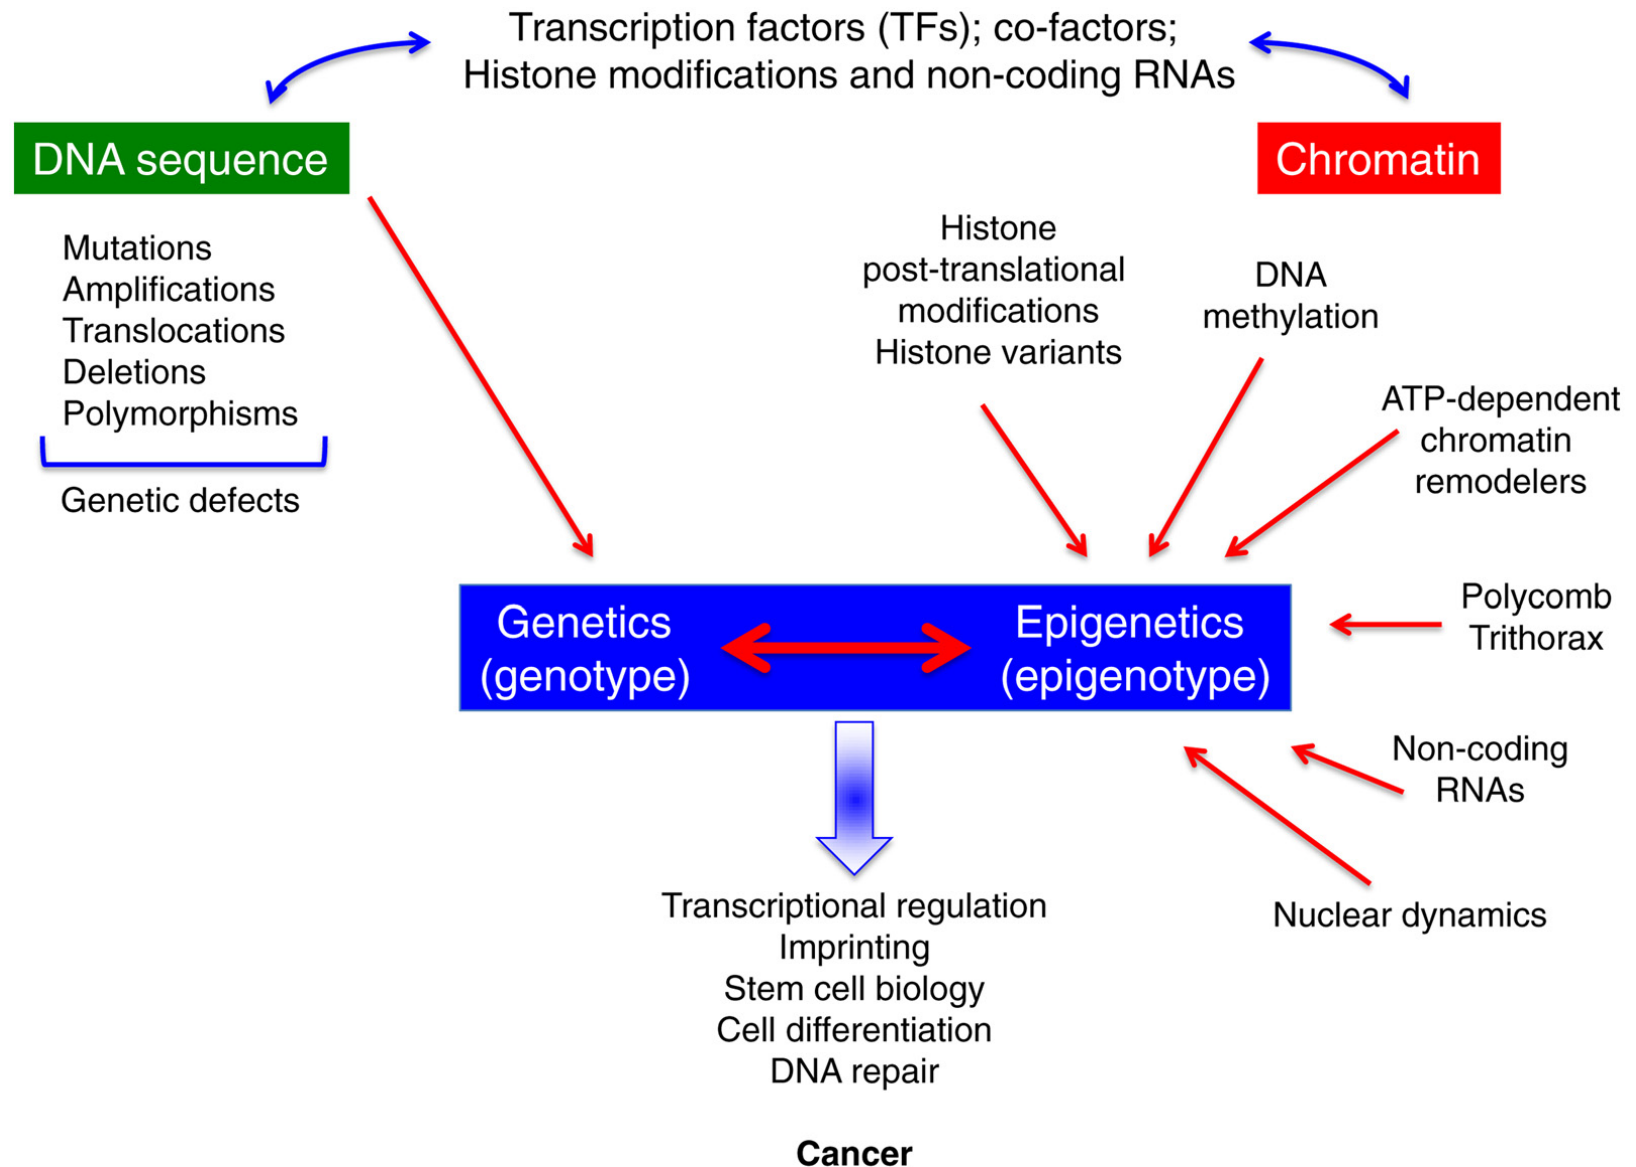 Transcription factors (TFs); co-factors;
Histone modifications and non-coding RNAs
DNA sequence
Chromatin
Mutations
Amplifications
Translocations
Deletions
Polymorphisms
Genetic defects
Histone
post-translational
modifications
Histone variants
DNA
methylation
ATP-dependent
chromatin
remodelers
Polycomb
Trithorax
Non-coding
RNAs
Nuclear dynamics
Genetics
(genotype)
Epigenetics
(epigenotype)
Transcriptional regulation
Imprinting
Stem cell biology
Cell differentiation
DNA repair
Cancer